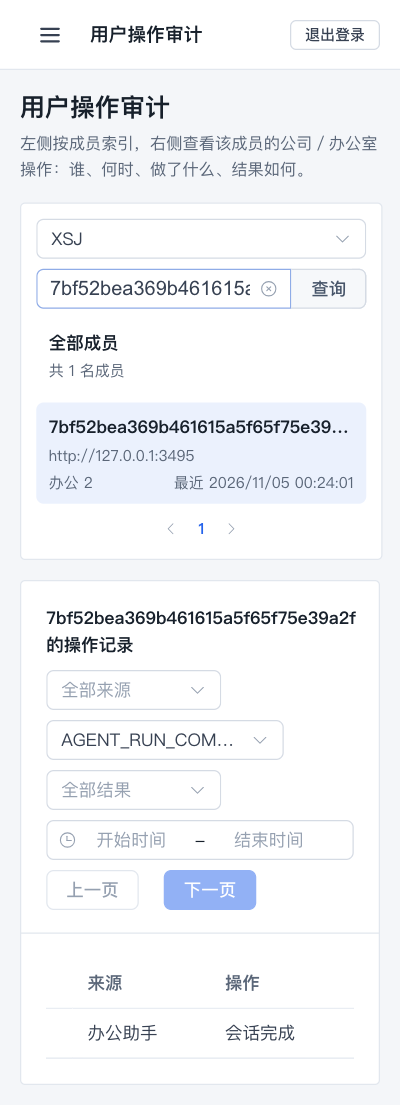 用户操作审计
退出登录
用户操作审计
左侧按成员索引，右侧查看该成员的公司 / 办公室
操作：谁、何时、做了什么、结果如何。
XSJ
7bf52bea369b461615a
查询
全部成员
共 1 名成员
7bf52bea369b461615a5f65f75e39...
http://127.0.0.1:3495
办公 2
最近 2026/11/05 00:24:01
1
7bf52bea369b461615a5f65f75e39a2f
的操作记录
全部来源
AGENT_RUN_COM...
全部结果
开始时间 – 结束时间
上一页
下一页
来源 操作
办公助手 会话完成